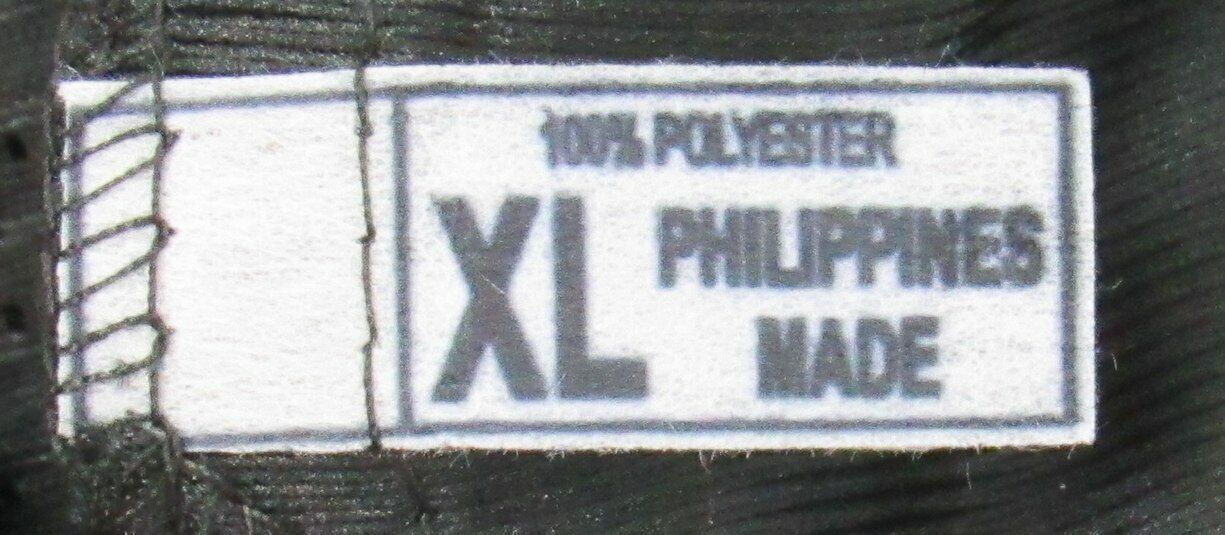 100% POLYESTER
XL PHILIPPINES
MADE